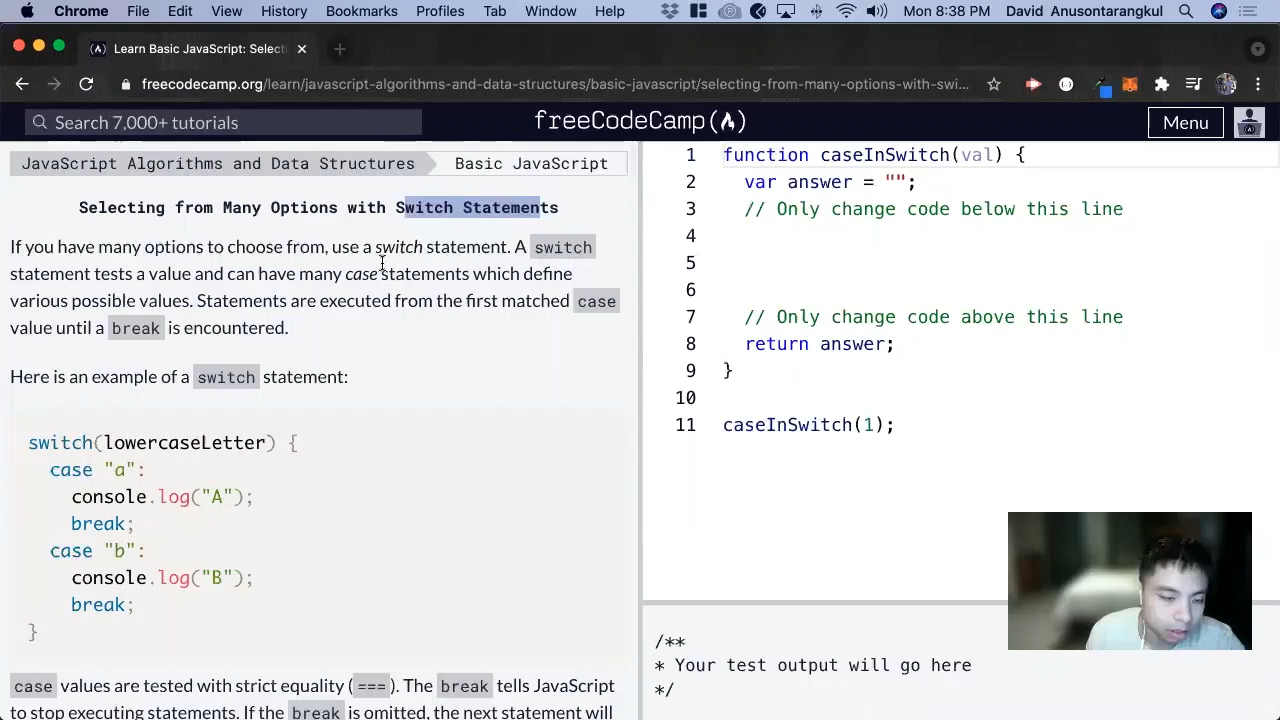 Chrome File Edit View History Bookmarks Profiles Tab Window Help Mon 8:38 PM David Anusontarangkul
Learn Basic JavaScript: Selecti
freecodecamp.org/learn/javascript-algorithms-and-data-structures/basic-javascript/selecting-from-many-options-with-swi...
Search 7,000+ tutorials
freeCodeCamp
Menu
JavaScript Algorithms and Data Structures
Basic JavaScript
Selecting from Many Options with Switch Statements
If you have many options to choose from, use a switch statement. A switch
statement tests a value and can have many case statements which define
various possible values. Statements are executed from the first matched case
value until a break is encountered.
Here is an example of a switch statement:
switch(lowercaseLetter) {
case "a":
console.log("A");
break;
case "b":
console.log("B");
break;
}
case values are tested with strict equality (===). The break tells JavaScript
to stop executing statements. If the break is omitted, the next statement will
1 function caseInSwitch(val) {
2 var answer = "";
3 // Only change code below this line
4
5
6
7 // Only change code above this line
8 return answer;
9 }
10
11 caseInSwitch(1);
/**
* Your test output will go here
*/